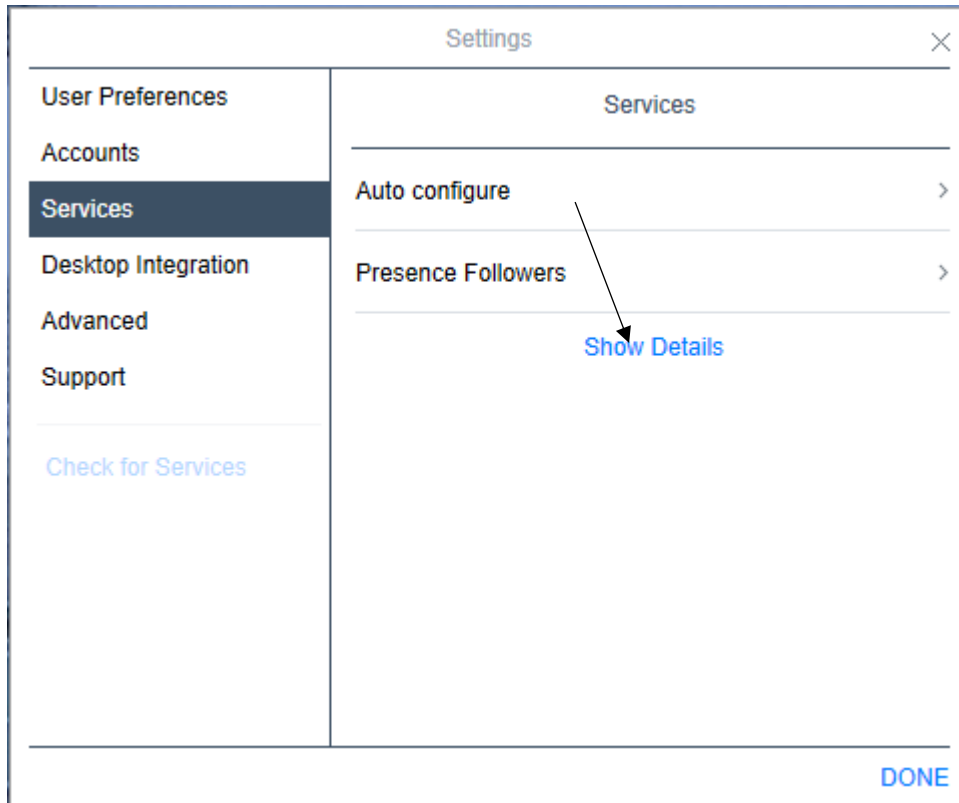 Settings
User Preferences
Accounts
Services
Desktop Integration
Advanced
Support
Check for Services
Services
Auto configure
Presence Followers
Show Details
DONE